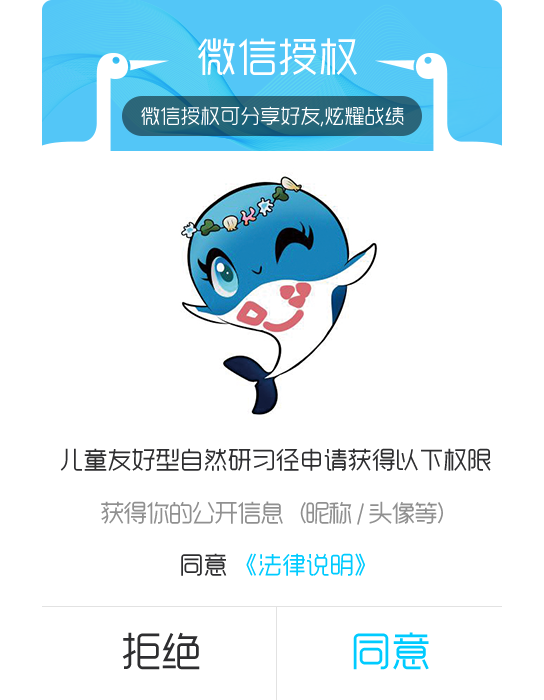 微信授权
微信授权可分享好友,炫耀战绩
儿童友好型自然研习径申请获得以下权限
获得你的公开信息（昵称 / 头像等）
同意《法律说明》
拒绝
同意